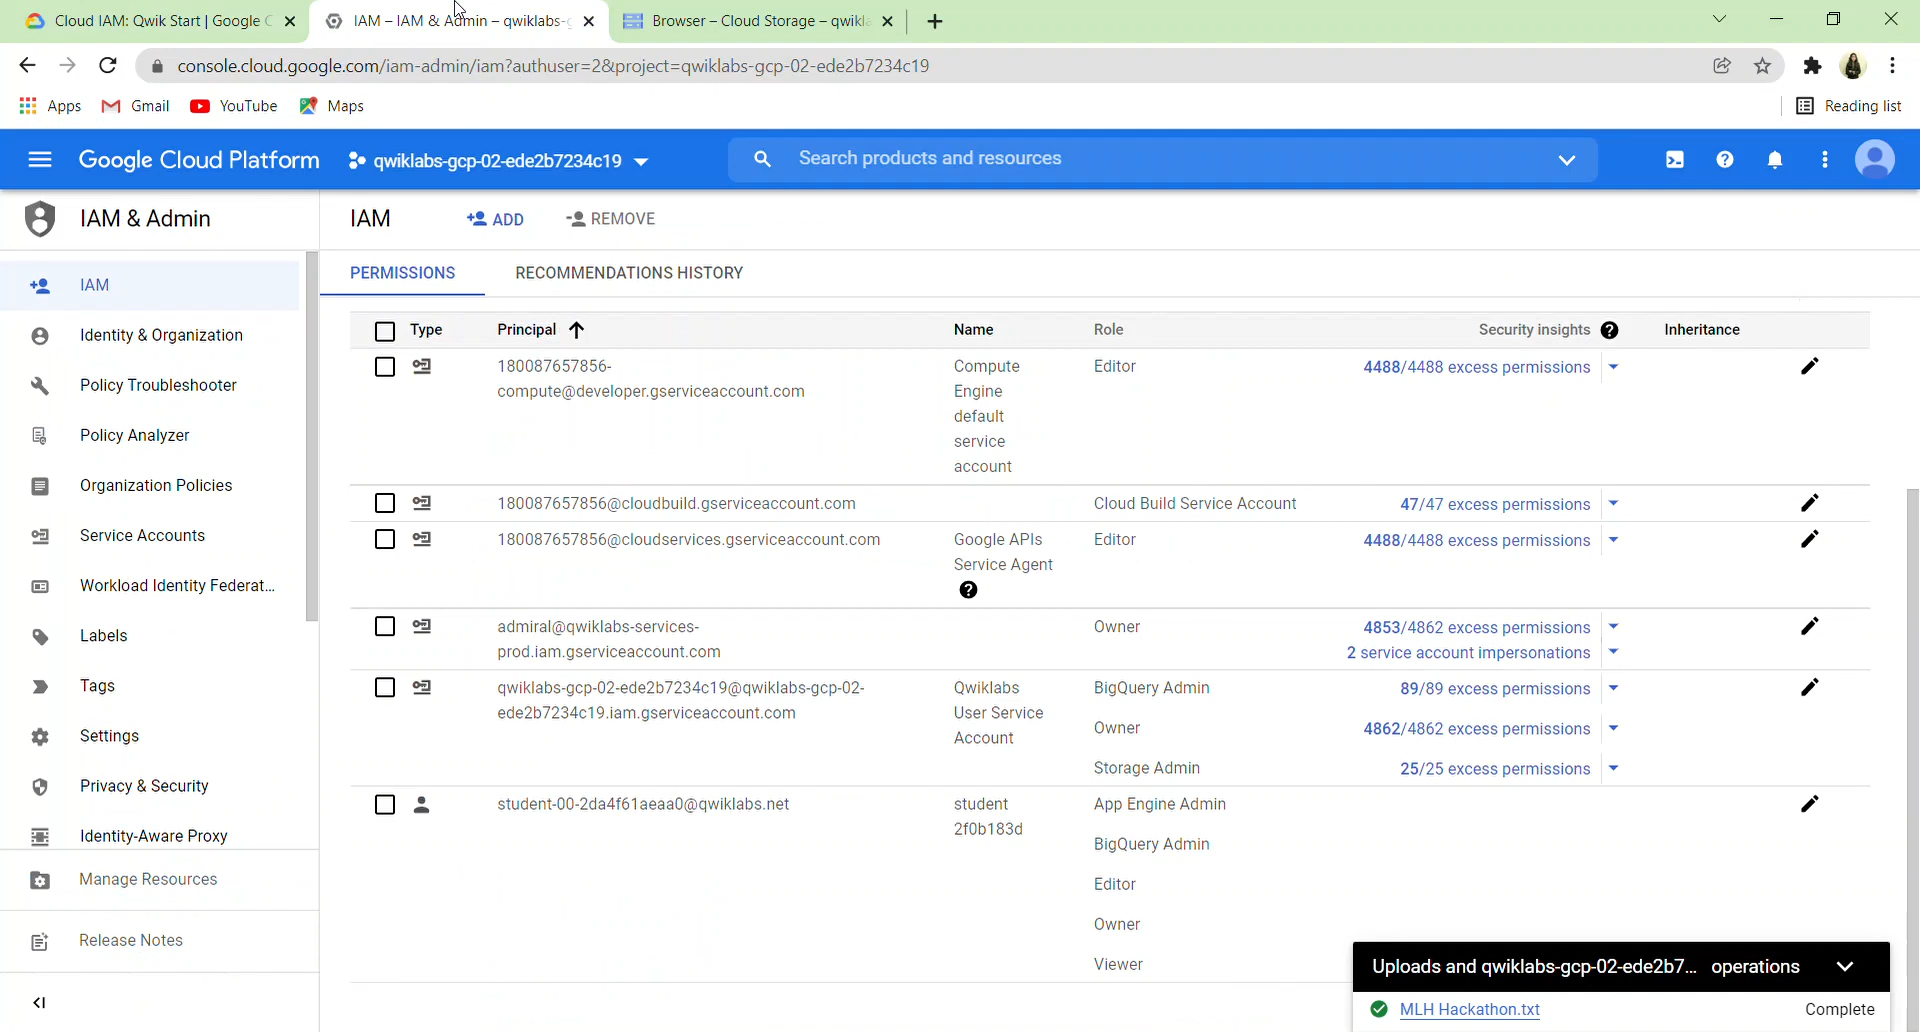 Cloud IAM: Qwik Start | Google C
IAM – IAM & Admin – qwiklabs-g
Browser – Cloud Storage – qwikla
console.cloud.google.com/iam-admin/iam?authuser=2&project=qwiklabs-gcp-02-ede2b7234c19
Apps Gmail YouTube Maps Reading list
Google Cloud Platform qwiklabs-gcp-02-ede2b7234c19 Search products and resources
IAM & Admin
IAM
Identity & Organization
Policy Troubleshooter
Policy Analyzer
Organization Policies
Service Accounts
Workload Identity Federat...
Labels
Tags
Settings
Privacy & Security
Identity-Aware Proxy
Manage Resources
Release Notes
IAM ADD REMOVE
PERMISSIONS RECOMMENDATIONS HISTORY
Type Principal Name Role Security insights Inheritance
180087657856-
compute@developer.gserviceaccount.com
Compute
Engine
default
service
account
Editor
4488/4488 excess permissions
180087657856@cloudbuild.gserviceaccount.com Cloud Build Service Account 47/47 excess permissions
180087657856@cloudservices.gserviceaccount.com
Google APIs
Service Agent
Editor
4488/4488 excess permissions
admiral@qwiklabs-services-
prod.iam.gserviceaccount.com
Owner
4853/4862 excess permissions
2 service account impersonations
qwiklabs-gcp-02-ede2b7234c19@qwiklabs-gcp-02-
ede2b7234c19.iam.gserviceaccount.com
Qwiklabs
User Service
Account
BigQuery Admin 89/89 excess permissions
Owner 4862/4862 excess permissions
Storage Admin 25/25 excess permissions
student-00-2da4f61aeaa0@qwiklabs.net
student
2f0b183d
App Engine Admin
BigQuery Admin
Editor
Owner
Viewer
Uploads and qwiklabs-gcp-02-ede2b7... operations
MLH Hackathon.txt Complete